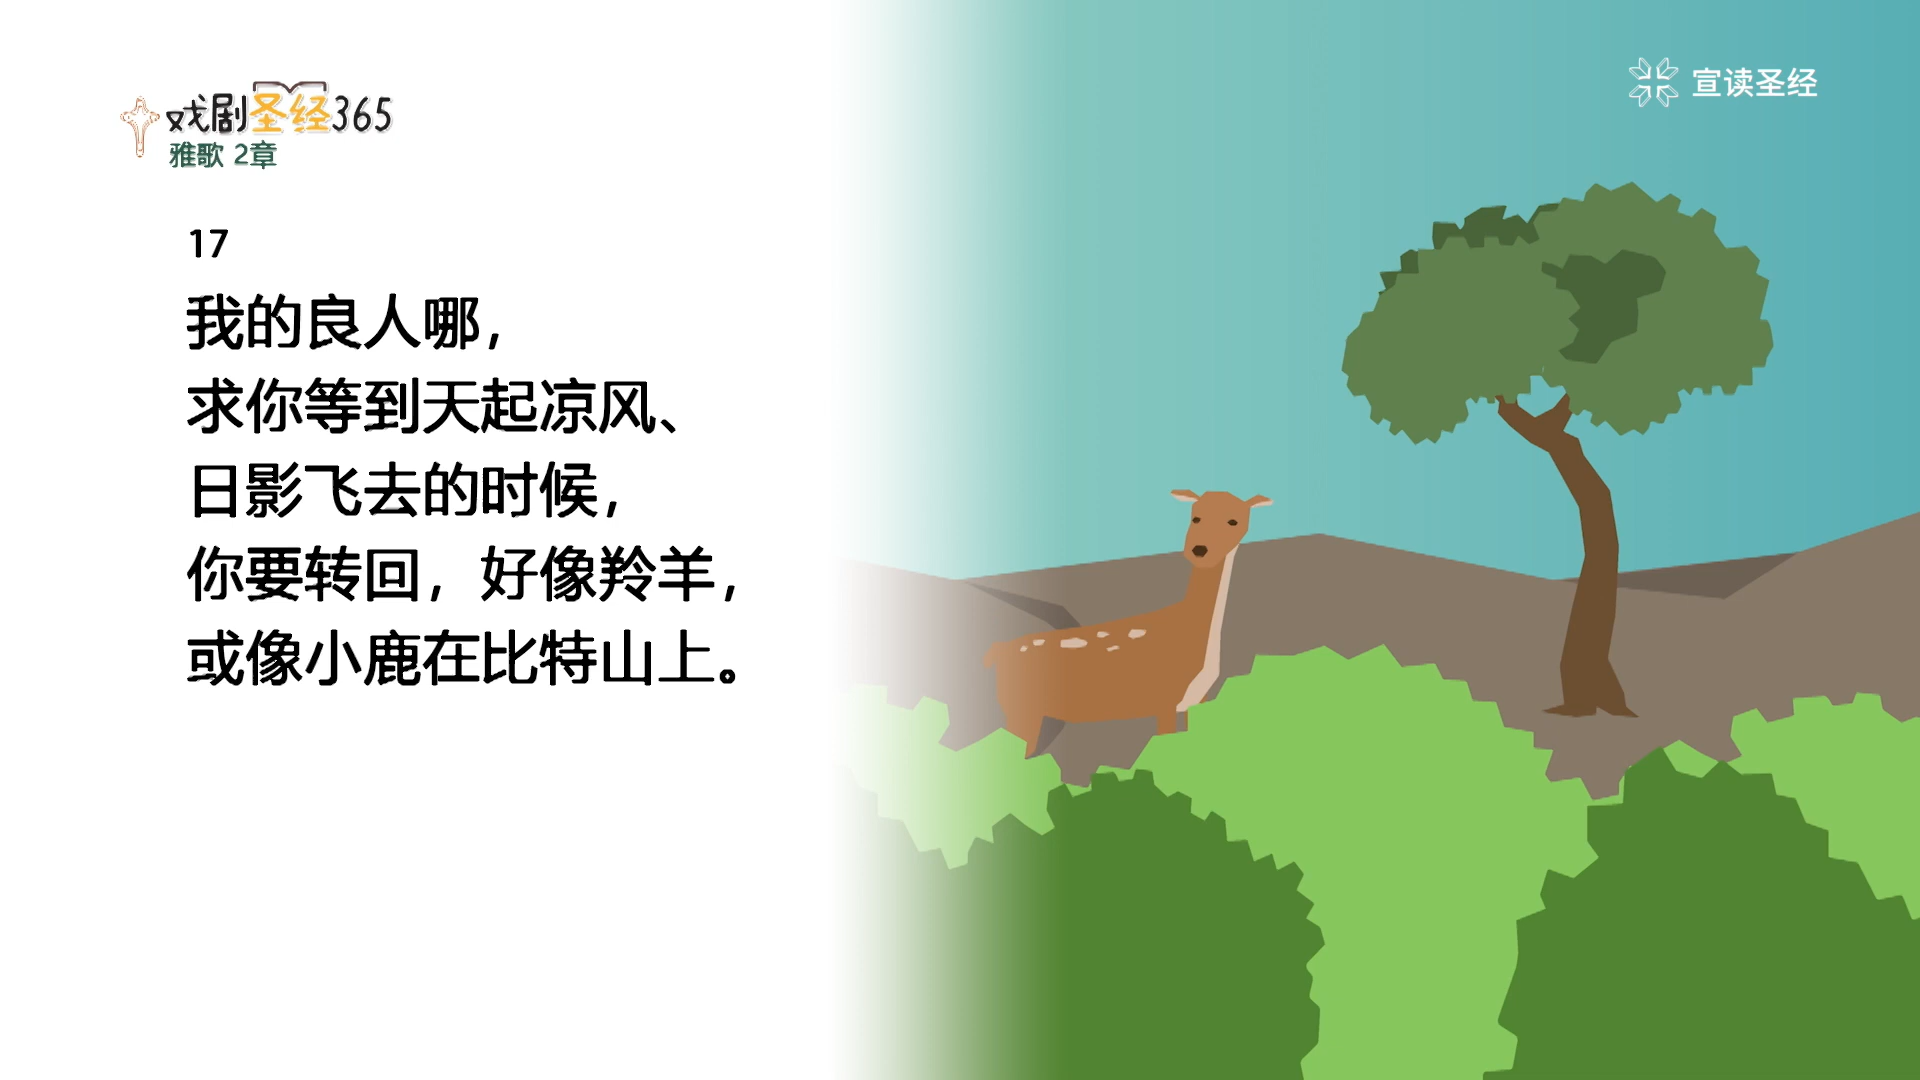 戏剧圣经365
雅歌 2章
宣读圣经
17
我的良人哪，
求你等到天起凉风、
日影飞去的时候，
你要转回，好像羚羊，
或像小鹿在比特山上。